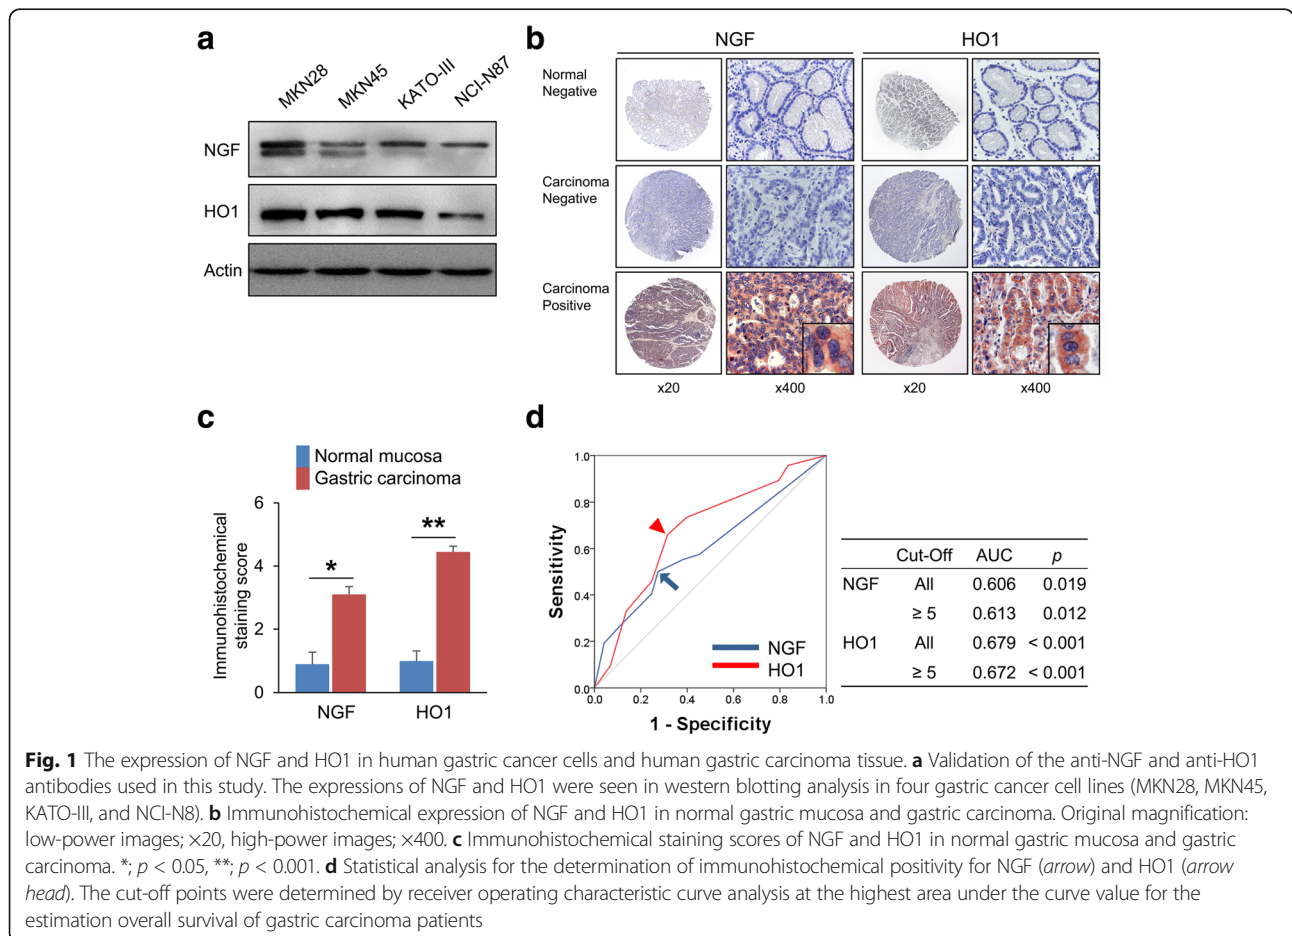 a
MKN28
MKN45
KATO-III
NCI-N87
NGF
HO1
Actin
b
NGF HO1
Normal
Negative
Carcinoma
Negative
Carcinoma
Positive
x20 x400 x20 x400
c
Normal mucosa
Gastric carcinoma
Immunohistochemical
staining score
6
4
2
0
* **
NGF HO1
d
Sensitivity
1.0
0.8
0.6
0.4
0.2
0.0
0.0 0.2 0.4 0.6 0.8 1.0
1 - Specificity
NGF
HO1
Cut-Off AUC p
NGF All 0.606 0.019
≥ 5 0.613 0.012
HO1 All 0.679 < 0.001
≥ 5 0.672 < 0.001
Fig. 1 The expression of NGF and HO1 in human gastric cancer cells and human gastric carcinoma tissue. a Validation of the anti-NGF and anti-HO1
antibodies used in this study. The expressions of NGF and HO1 were seen in western blotting analysis in four gastric cancer cell lines (MKN28, MKN45,
KATO-III, and NCI-N8). b Immunohistochemical expression of NGF and HO1 in normal gastric mucosa and gastric carcinoma. Original magnification:
low-power images; ×20, high-power images; ×400. c Immunohistochemical staining scores of NGF and HO1 in normal gastric mucosa and gastric
carcinoma. *; p < 0.05, **; p < 0.001. d Statistical analysis for the determination of immunohistochemical positivity for NGF (arrow) and HO1 (arrow
head). The cut-off points were determined by receiver operating characteristic curve analysis at the highest area under the curve value for the
estimation overall survival of gastric carcinoma patients